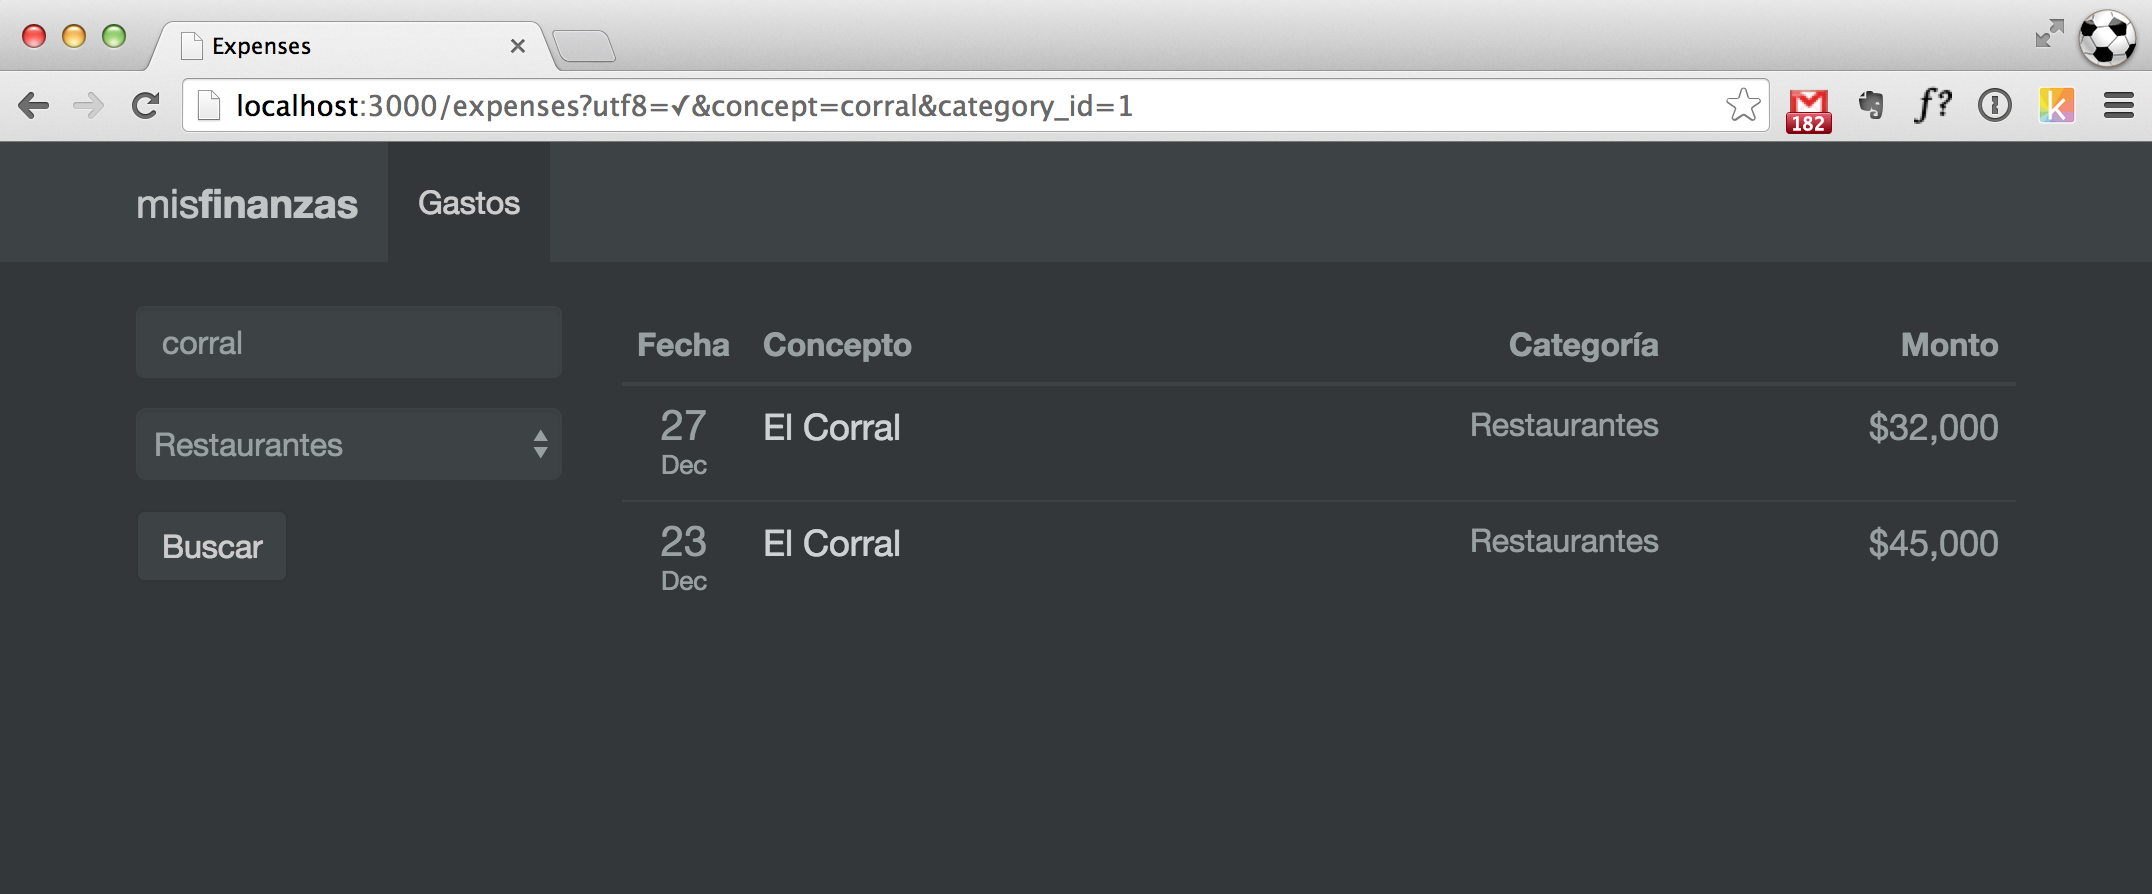 Expenses
localhost:3000/expenses?utf8=✓&concept=corral&category_id=1
182
f?
k
misfinanzas
Gastos
corral
Restaurantes
Buscar
Fecha Concepto Categoría Monto
27 El Corral Restaurantes $32,000
Dec
23 El Corral Restaurantes $45,000
Dec